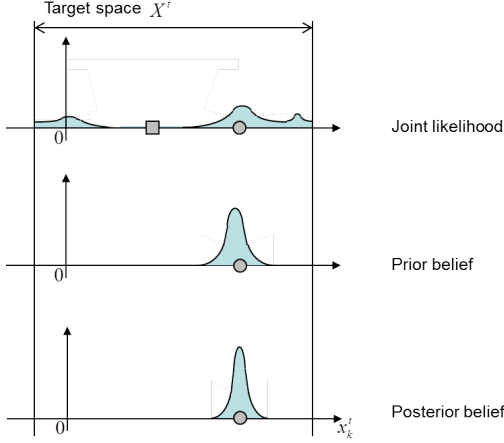 Target space X^t
0
Joint likelihood
0
Prior belief
0
x_k^t
Posterior belief